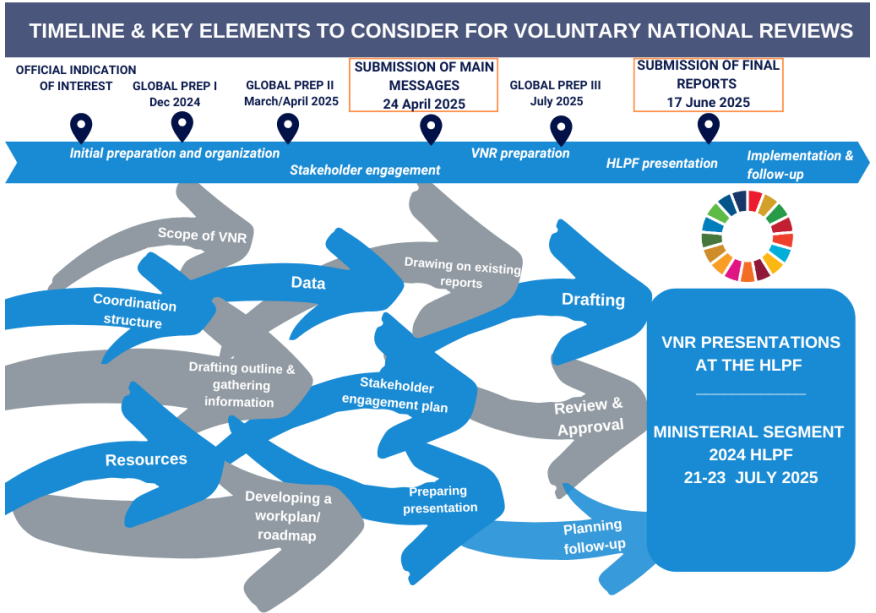 TIMELINE & KEY ELEMENTS TO CONSIDER FOR VOLUNTARY NATIONAL REVIEWS
OFFICIAL INDICATION
OF INTEREST
GLOBAL PREP I
Dec 2024
GLOBAL PREP II
March/April 2025
SUBMISSION OF MAIN
MESSAGES
24 April 2025
GLOBAL PREP III
July 2025
SUBMISSION OF FINAL
REPORTS
17 June 2025
Initial preparation and organization
Stakeholder engagement
VNR preparation
HLPF presentation
Implementation &
follow-up
Scope of VNR
Coordination
structure
Data
Drawing on existing
reports
Drafting
Drafting outline &
gathering
information
Stakeholder
engagement plan
Review &
Approval
Resources
Developing a
workplan/
roadmap
Preparing
presentation
Planning
follow-up
VNR PRESENTATIONS
AT THE HLPF
MINISTERIAL SEGMENT
2024 HLPF
21-23 JULY 2025